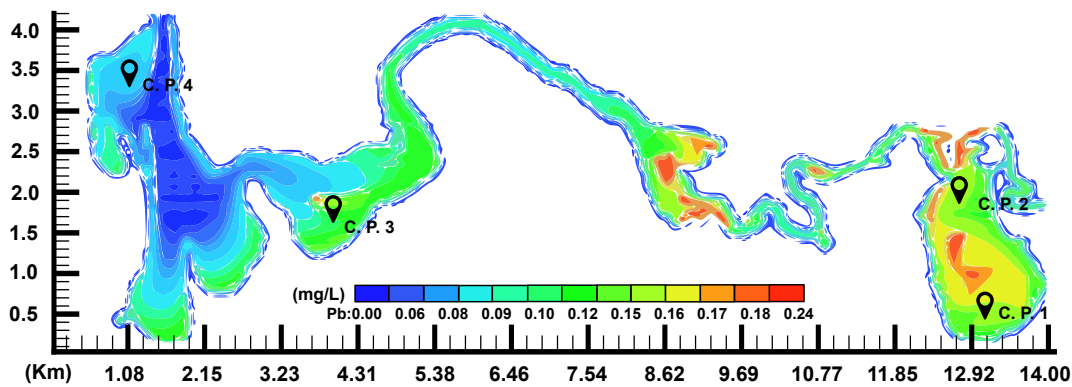 4.0
3.5
C. P. 4
3.0
2.5
2.0
C. P. 2
C. P. 3
1.5
1.0
(mg/L)
Pb:0.00 0.06 0.08 0.09 0.10 0.12 0.15 0.16 0.17 0.18 0.24
0.5
C. P. 1
(Km) 1.08 2.15 3.23 4.31 5.38 6.46 7.54 8.62 9.69 10.77 11.85 12.92 14.00